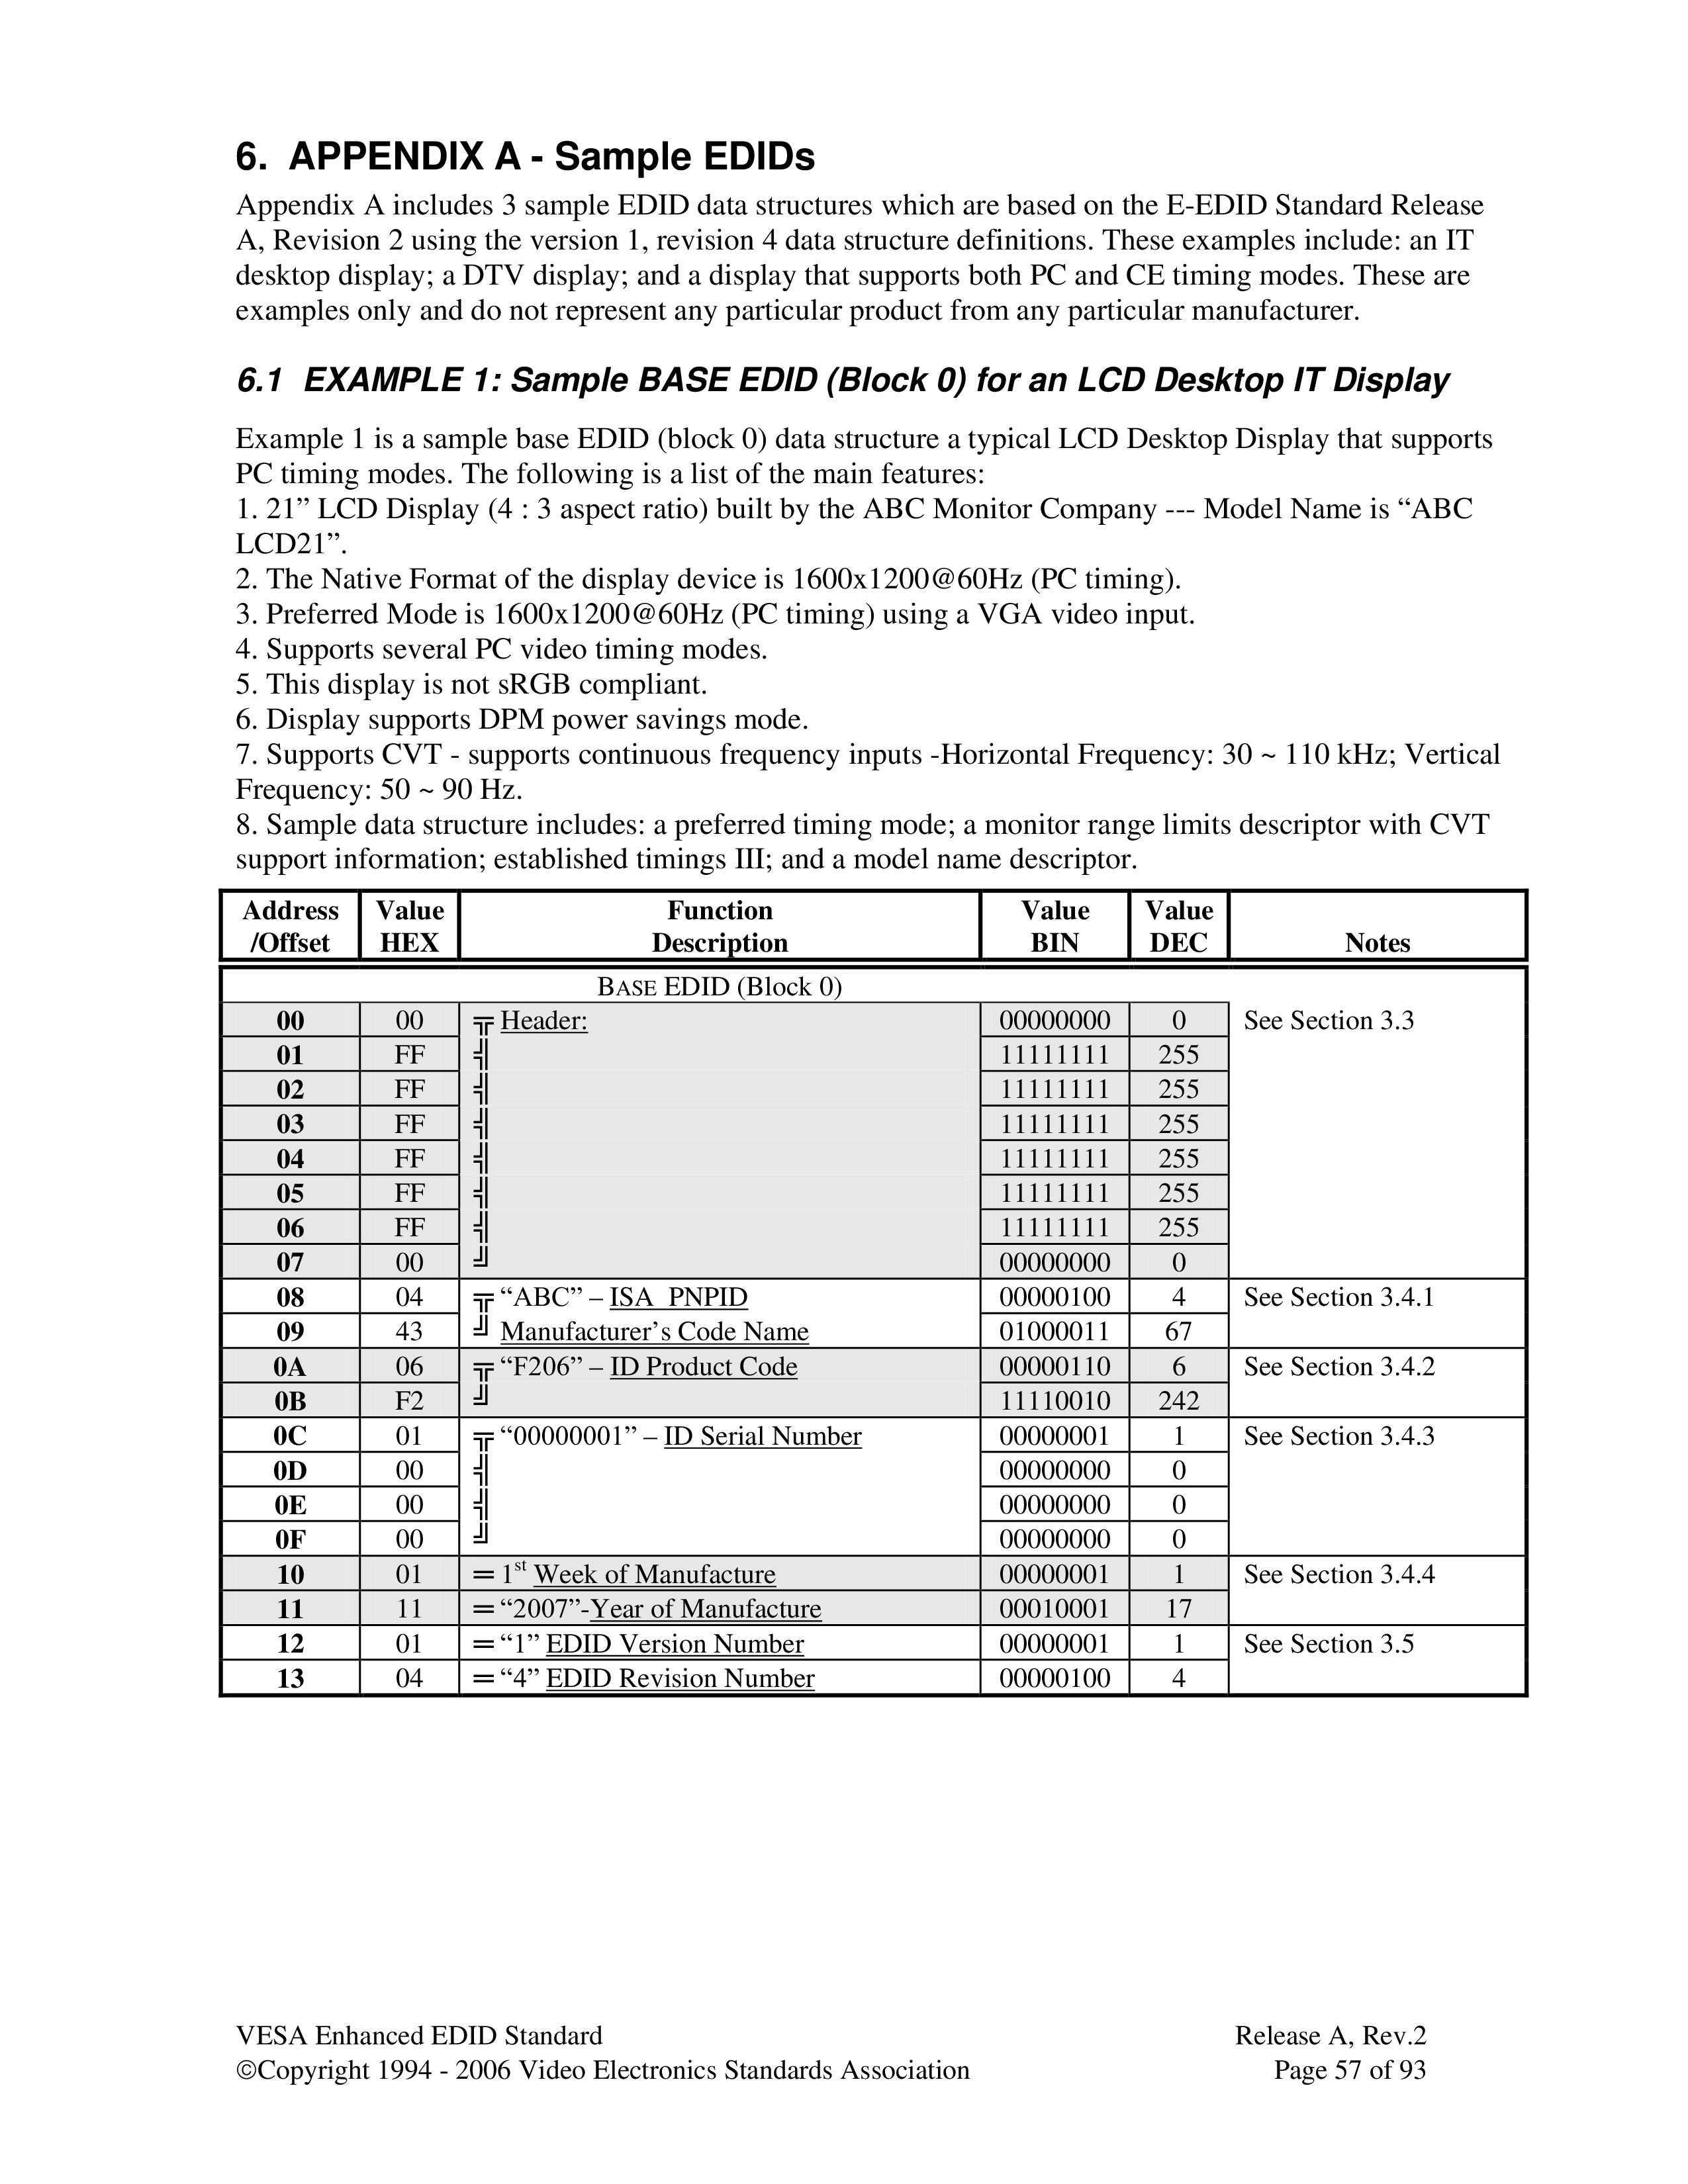 6. APPENDIX A - Sample EDIDs
Appendix A includes 3 sample EDID data structures which are based on the E-EDID Standard Release
A, Revision 2 using the version 1, revision 4 data structure definitions. These examples include: an IT
desktop display; a DTV display; and a display that supports both PC and CE timing modes. These are
examples only and do not represent any particular product from any particular manufacturer.
6.1 EXAMPLE 1: Sample BASE EDID (Block 0) for an LCD Desktop IT Display
Example 1 is a sample base EDID (block 0) data structure a typical LCD Desktop Display that supports
PC timing modes. The following is a list of the main features:
1. 21” LCD Display (4 : 3 aspect ratio) built by the ABC Monitor Company --- Model Name is “ABC
LCD21”.
2. The Native Format of the display device is 1600x1200@60Hz (PC timing).
3. Preferred Mode is 1600x1200@60Hz (PC timing) using a VGA video input.
4. Supports several PC video timing modes.
5. This display is not sRGB compliant.
6. Display supports DPM power savings mode.
7. Supports CVT - supports continuous frequency inputs -Horizontal Frequency: 30 ~ 110 kHz; Vertical
Frequency: 50 ~ 90 Hz.
8. Sample data structure includes: a preferred timing mode; a monitor range limits descriptor with CVT
support information; established timings III; and a model name descriptor.
Address Value Function Value Value
/Offset HEX Description BIN DEC Notes
BASE EDID (Block 0)
00 00 ╦ Header: 00000000 0 See Section 3.3
01 FF ╣ 11111111 255
02 FF ╣ 11111111 255
03 FF ╣ 11111111 255
04 FF ╣ 11111111 255
05 FF ╣ 11111111 255
06 FF ╣ 11111111 255
07 00 ╝ 00000000 0
08 04 ╦ “ABC” – ISA PNPID 00000100 4 See Section 3.4.1
09 43 ╝ Manufacturer’s Code Name 01000011 67
0A 06 ╦ “F206” – ID Product Code 00000110 6 See Section 3.4.2
0B F2 ╝ 11110010 242
0C 01 ╦ “00000001” – ID Serial Number 00000001 1 See Section 3.4.3
0D 00 ╣ 00000000 0
0E 00 ╣ 00000000 0
0F 00 ╝ 00000000 0
10 01 ═ 1st Week of Manufacture 00000001 1 See Section 3.4.4
11 11 ═ “2007”-Year of Manufacture 00010001 17
12 01 ═ “1” EDID Version Number 00000001 1 See Section 3.5
13 04 ═ “4” EDID Revision Number 00000100 4
VESA Enhanced EDID Standard Release A, Rev.2
©Copyright 1994 - 2006 Video Electronics Standards Association Page 57 of 93